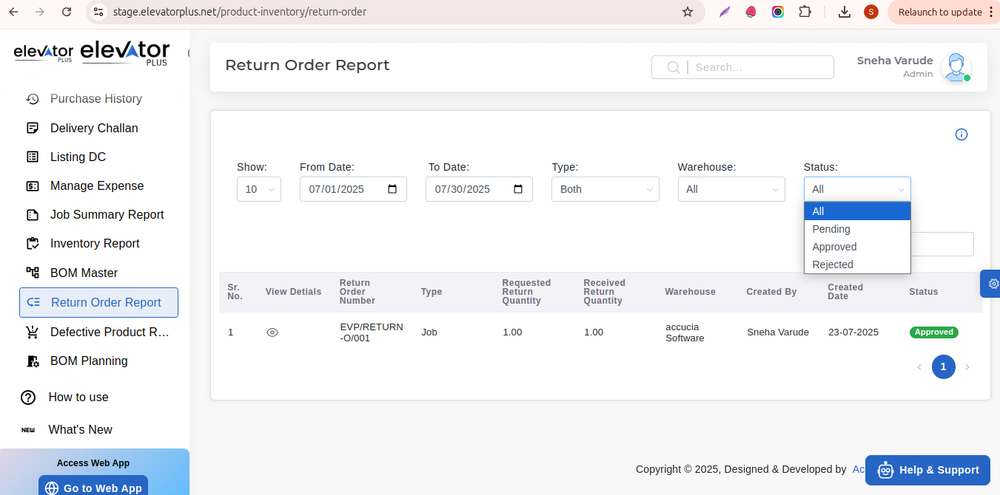 stage.elevatorplus.net/product-inventory/return-order
S
Relaunch to update
elevator PLUS
elevator PLUS
Return Order Report
Search...
Sneha Varude
Admin
Purchase History
Delivery Challan
Listing DC
Manage Expense
Job Summary Report
Inventory Report
BOM Master
Return Order Report
Defective Product R...
BOM Planning
How to use
NEW What's New
Access Web App
Go to Web App
Show: From Date: To Date: Type: Warehouse: Status:
10 07/01/2025 07/30/2025 Both All All
All
Pending
Approved
Rejected
Sr. No. View Detials Return Order Number Type Requested Return Quantity Received Return Quantity Warehouse Created By Created Date Status
1 EVP/RETURN-O/001 Job 1.00 1.00 accucia Software Sneha Varude 23-07-2025 Approved
1
Copyright © 2025, Designed & Developed by Ac
Help & Support